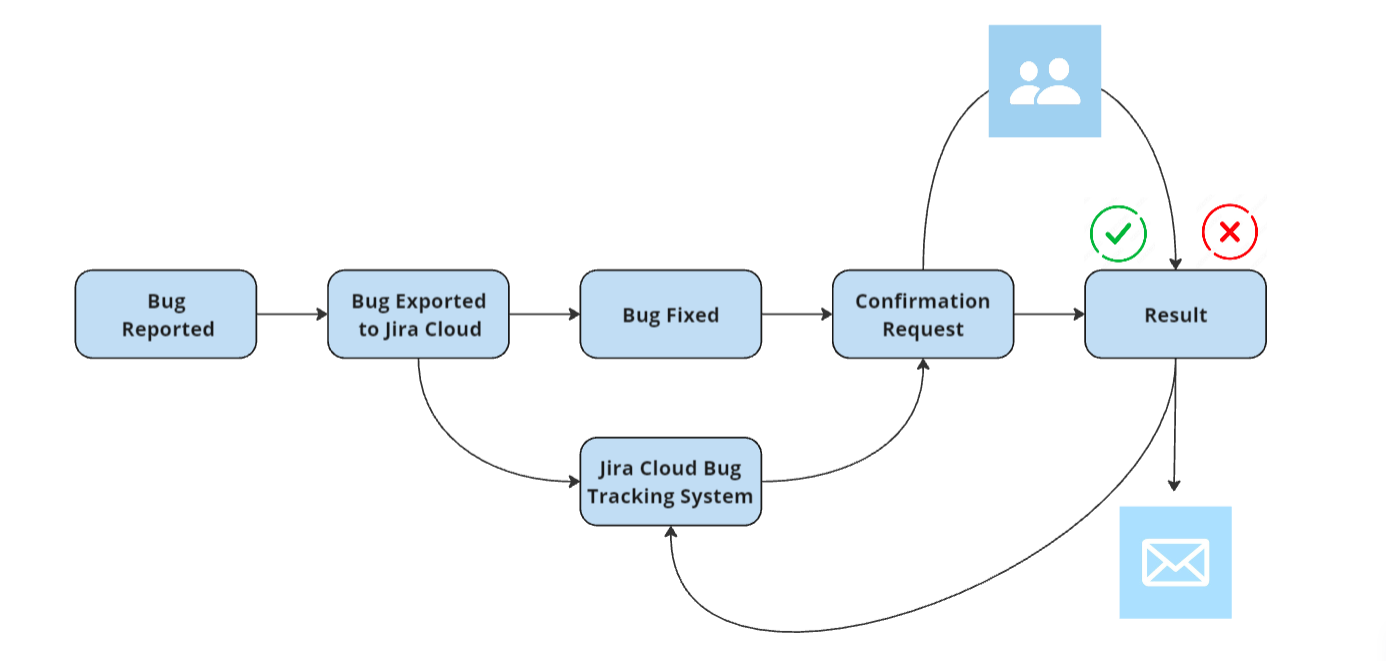 Bug
Reported
Bug Exported
to Jira Cloud
Bug Fixed
Confirmation
Request
Result
Jira Cloud Bug
Tracking System